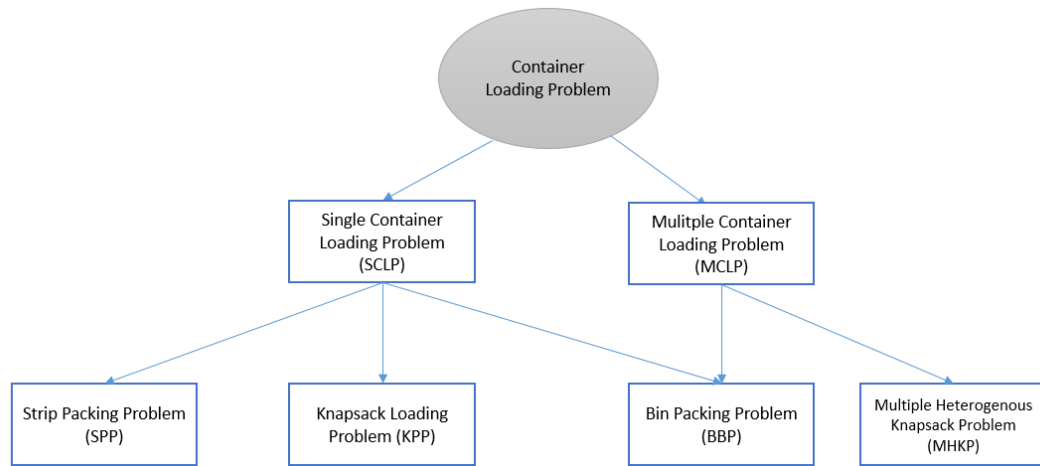 Container
Loading Problem
Single Container
Loading Problem
(SCLP)
Mulitple Container
Loading Problem
(MCLP)
Strip Packing Problem
(SPP)
Knapsack Loading
Problem (KPP)
Bin Packing Problem
(BBP)
Multiple Heterogenous
Knapsack Problem
(MHKP)